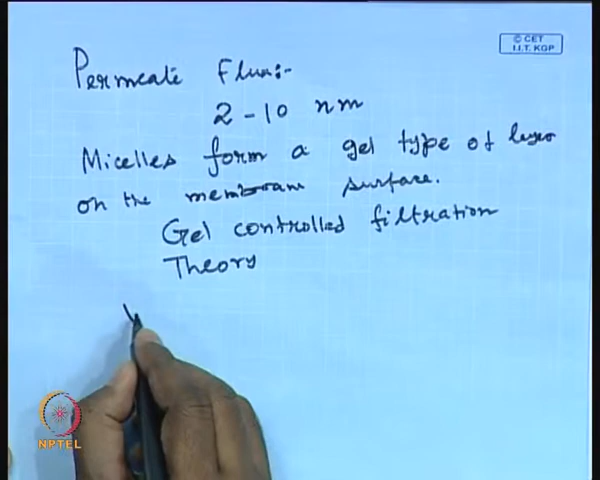 © CET
I.I.T. KGP
Permeate Flux:-
2-10 nm
Micelles form a gel type of layer
on the membrane surface.
Gel controlled filtration
Theory
NPTEL